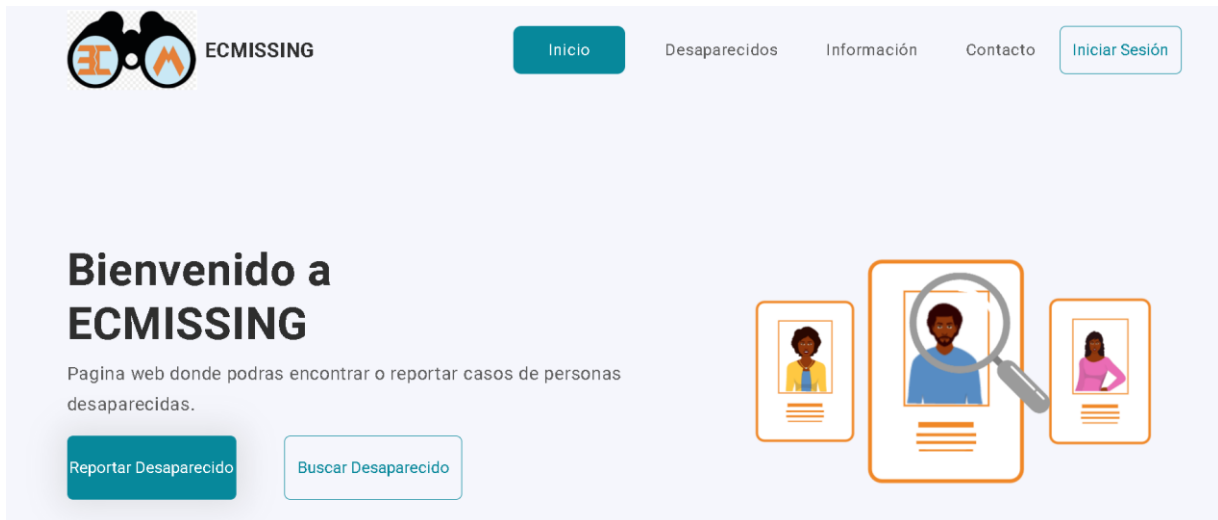 ECMISSING
Inicio
Desaparecidos
Información
Contacto
Iniciar Sesión
Bienvenido a
ECMISSING
Pagina web donde podras encontrar o reportar casos de personas
desaparecidas.
Reportar Desaparecido
Buscar Desaparecido